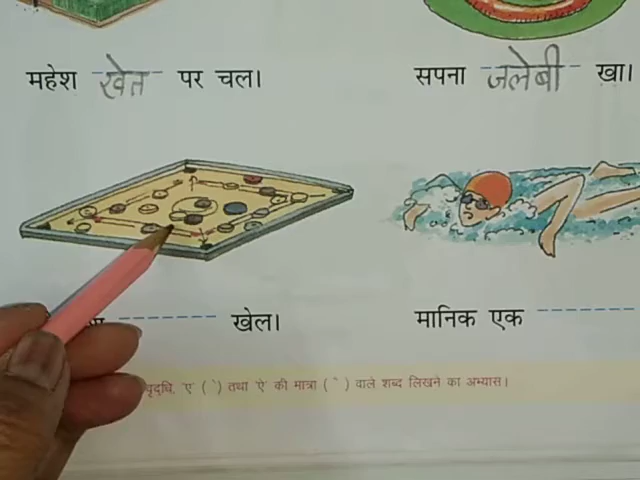 महेश खेत पर चल।
सपना जलेबी खा।
खेल।
मानिक एक
'ए' ( े ) तथा 'ऐ' की मात्रा ( ै ) वाले शब्द लिखने का अभ्यास।